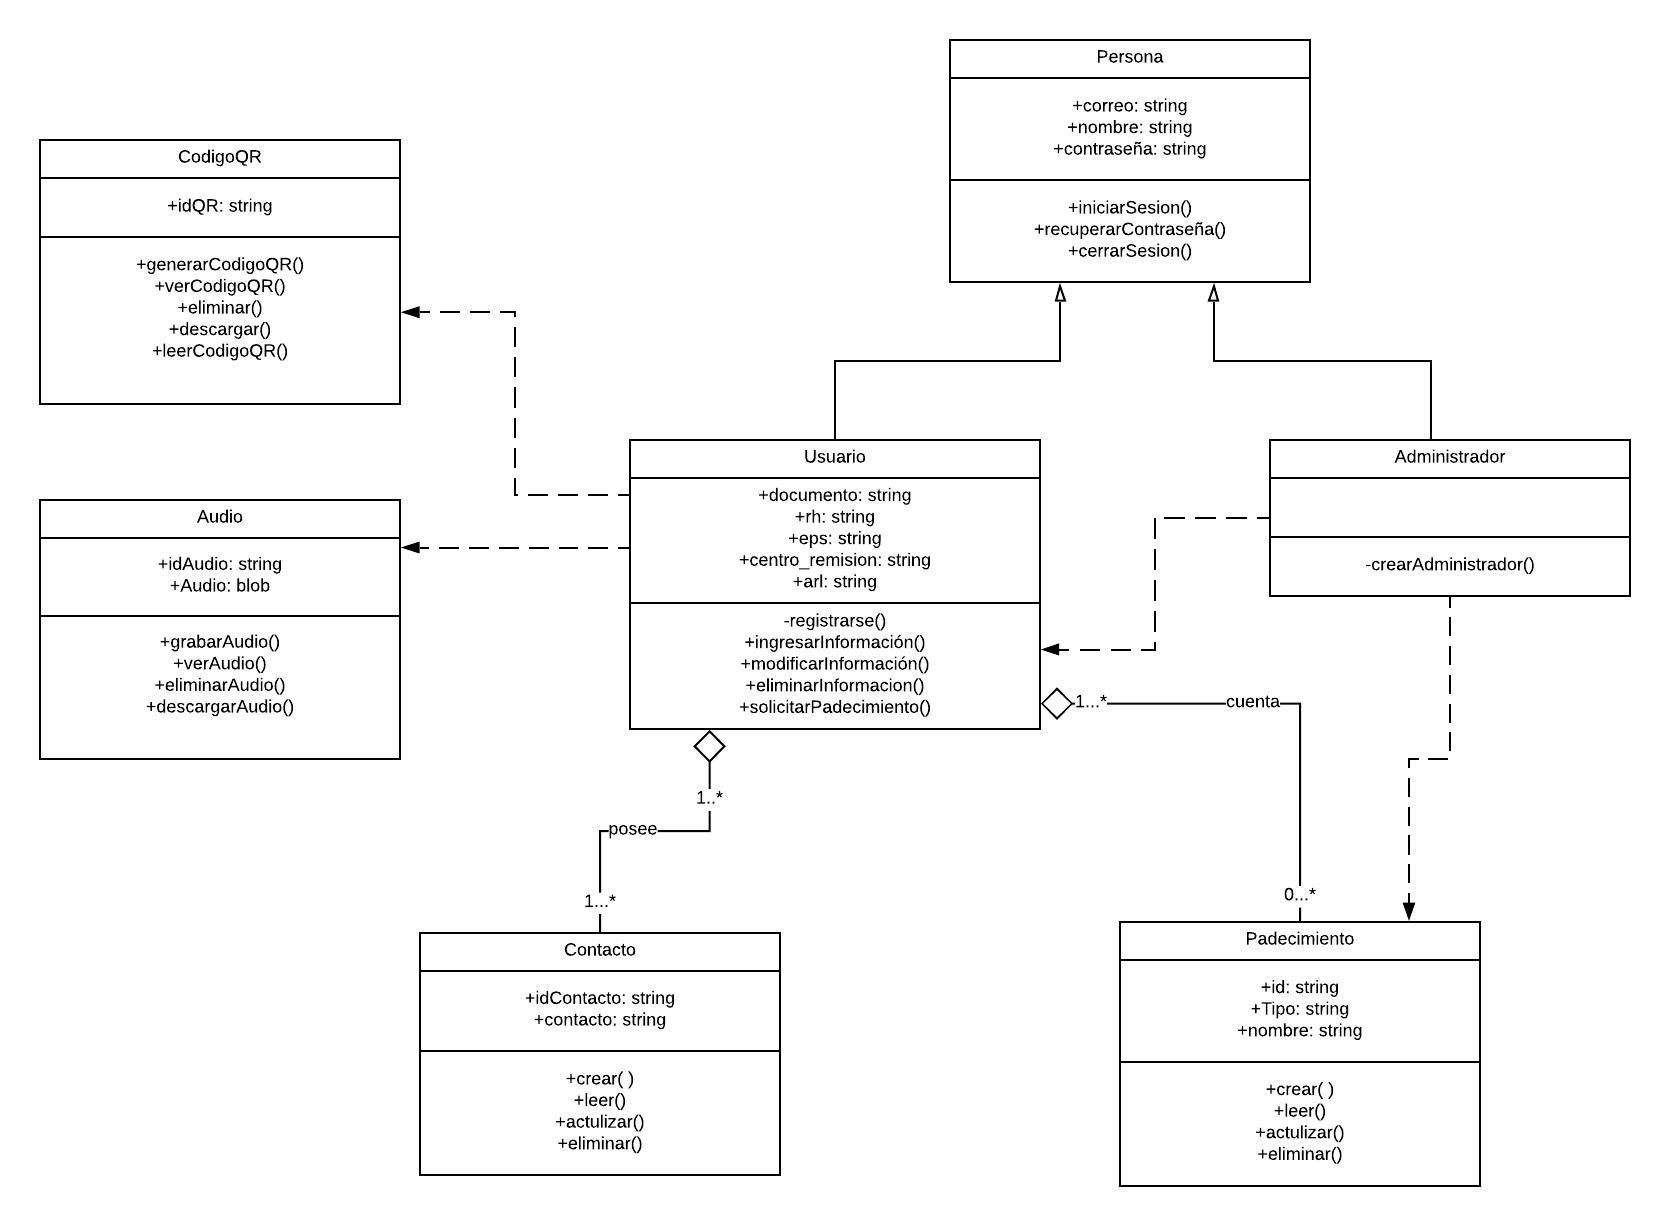 Persona
+correo: string
+nombre: string
+contraseña: string
+iniciarSesion()
+recuperarContraseña()
+cerrarSesion()
CodigoQR
+idQR: string
+generarCodigoQR()
+verCodigoQR()
+eliminar()
+descargar()
+leerCodigoQR()
Usuario
+documento: string
+rh: string
+eps: string
+centro_remision: string
+arl: string
-registrarse()
+ingresarInformación()
+modificarInformación()
+eliminarInformacion()
+solicitarPadecimiento()
Administrador
-crearAdministrador()
Audio
+idAudio: string
+Audio: blob
+grabarAudio()
+verAudio()
+eliminarAudio()
+descargarAudio()
1...*
cuenta
0...*
1..*
posee
1...*
Contacto
+idContacto: string
+contacto: string
+crear( )
+leer()
+actulizar()
+eliminar()
Padecimiento
+id: string
+Tipo: string
+nombre: string
+crear( )
+leer()
+actulizar()
+eliminar()